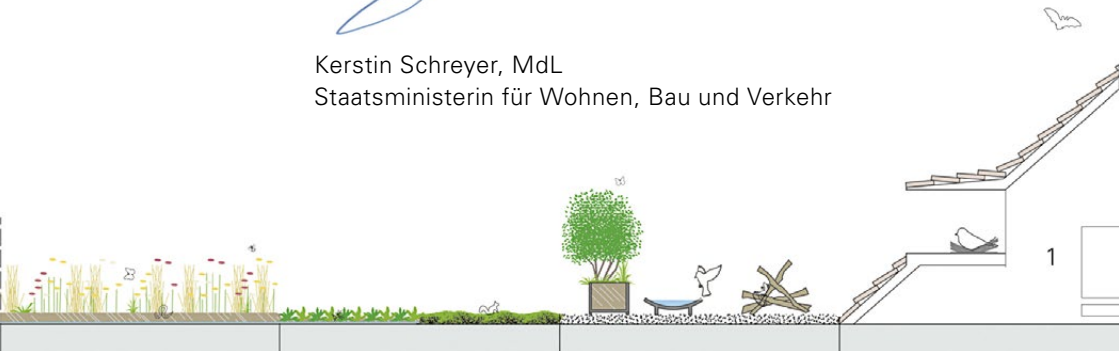 Kerstin Schreyer, MdL
Staatsministerin für Wohnen, Bau und Verkehr
1